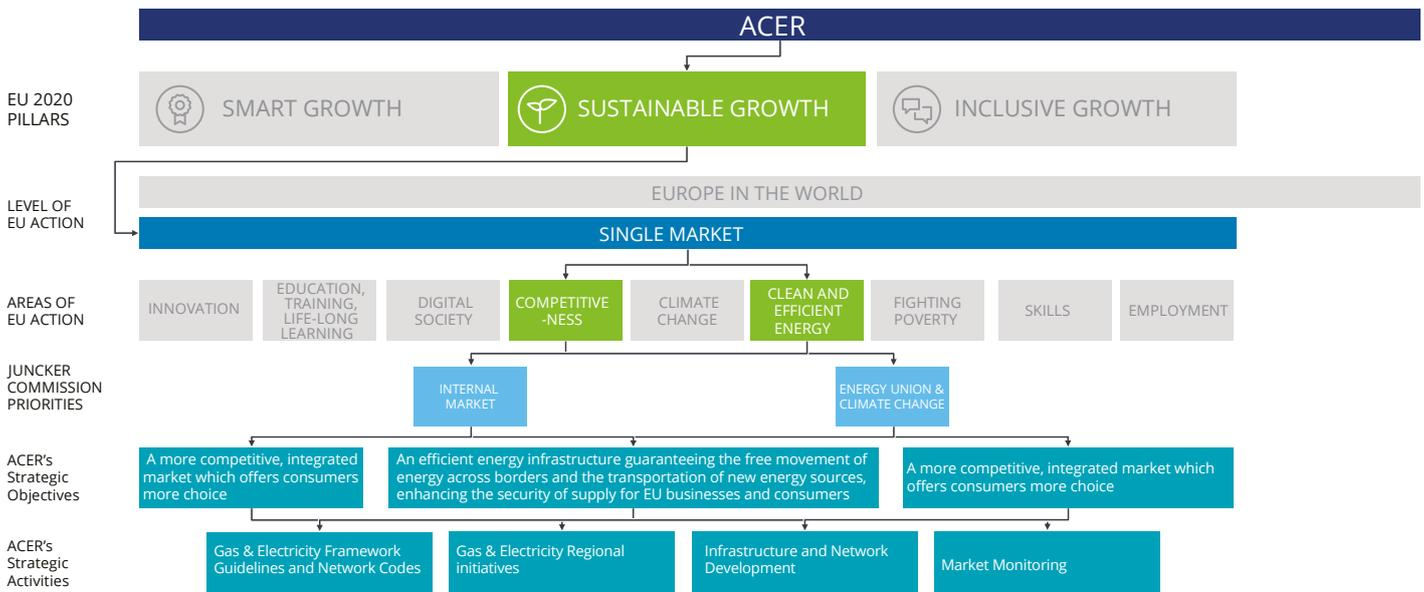 ACER
EU 2020
PILLARS
SMART GROWTH
SUSTAINABLE GROWTH
INCLUSIVE GROWTH
LEVEL OF
EU ACTION
EUROPE IN THE WORLD
SINGLE MARKET
AREAS OF
EU ACTION
INNOVATION
EDUCATION,
TRAINING,
LIFE-LONG
LEARNING
DIGITAL
SOCIETY
COMPETITIVE
-NESS
CLIMATE
CHANGE
CLEAN AND
EFFICIENT
ENERGY
FIGHTING
POVERTY
SKILLS
EMPLOYMENT
JUNCKER
COMMISSION
PRIORITIES
INTERNAL
MARKET
ENERGY UNION &
CLIMATE CHANGE
ACER’s
Strategic
Objectives
A more competitive, integrated
market which offers consumers
more choice
An efficient energy infrastructure guaranteeing the free movement of
energy across borders and the transportation of new energy sources,
enhancing the security of supply for EU businesses and consumers
A more competitive, integrated market which
offers consumers more choice
ACER’s
Strategic
Activities
Gas & Electricity Framework
Guidelines and Network Codes
Gas & Electricity Regional
initiatives
Infrastructure and Network
Development
Market Monitoring